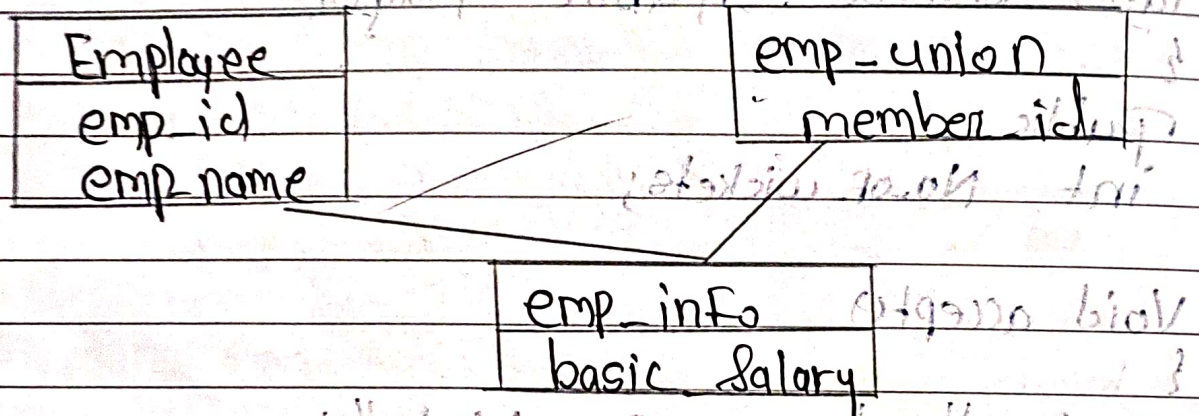 Employee
emp_id
emp_name
emp_union
member_id
emp_info
basic_Salary